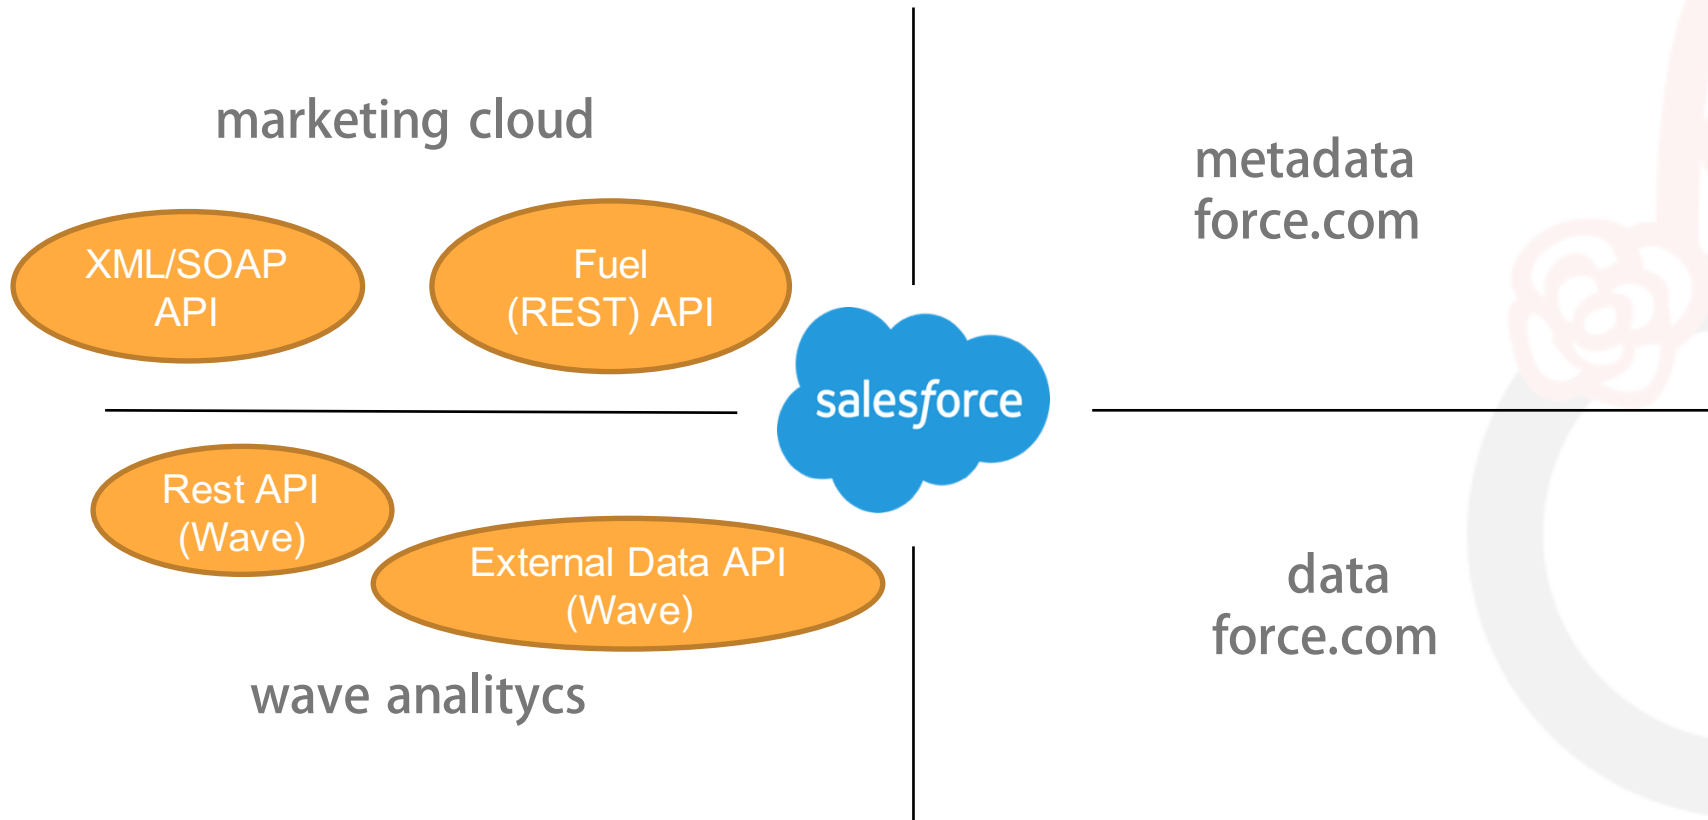 marketing cloud
XML/SOAP
API
Fuel
(REST) API
metadata
force.com
salesforce
Rest API
(Wave)
External Data API
(Wave)
wave analitycs
data
force.com